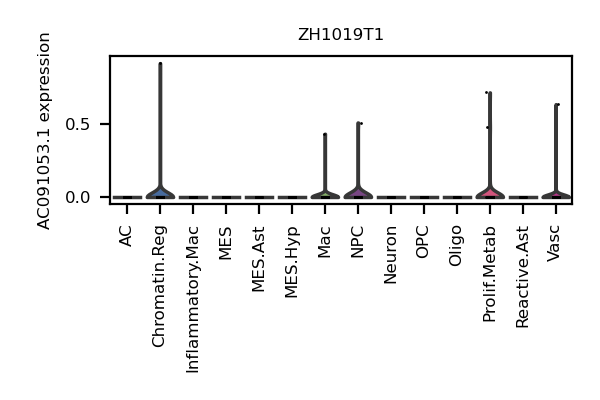 ZH1019T1
AC091053.1 expression
0.5
0.0
AC
Chromatin.Reg
Inflammatory.Mac
MES
MES.Ast
MES.Hyp
Mac
NPC
Neuron
OPC
Oligo
Prolif.Metab
Reactive.Ast
Vasc